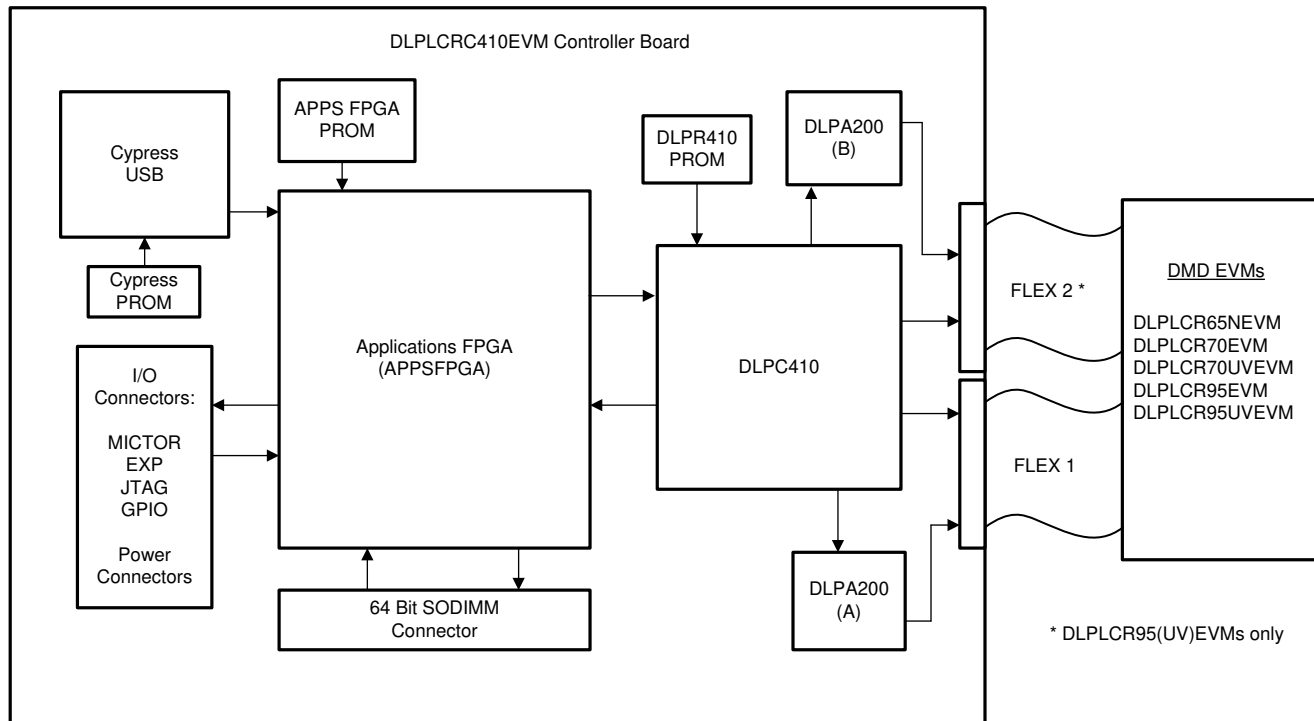 DLPLCRC410EVM Controller Board
Cypress
USB
APPS FPGA
PROM
DLPR410
PROM
DLPA200
(B)
Cypress
PROM
Applications FPGA
(APPSFPGA)
DLPC410
I/O
Connectors:
MICTOR
EXP
JTAG
GPIO
Power
Connectors
64 Bit SODIMM
Connector
DLPA200
(A)
FLEX 2 *
FLEX 1
DMD EVMs
DLPLCR65NEVM
DLPLCR70EVM
DLPLCR70UVEVM
DLPLCR95EVM
DLPLCR95UVEVM
* DLPLCR95(UV)EVMs only